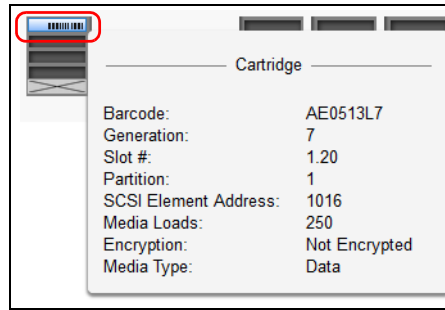 Cartridge
Barcode: AE0513L7
Generation: 7
Slot #: 1.20
Partition: 1
SCSI Element Address: 1016
Media Loads: 250
Encryption: Not Encrypted
Media Type: Data